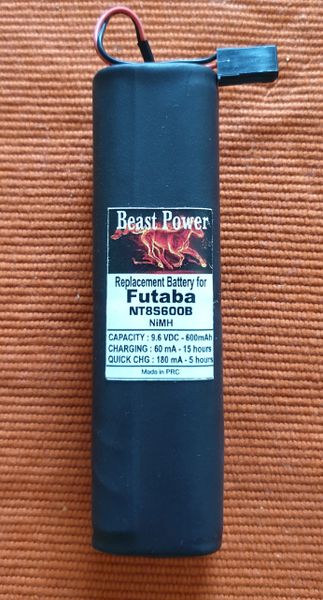 Beast Power
Replacement Battery for
Futaba
NT8S600B
NiMH
CAPACITY : 9.6 VDC - 600mAh
CHARGING : 60 mA - 15 hours
QUICK CHG : 180 mA - 5 hours
Made in PRC